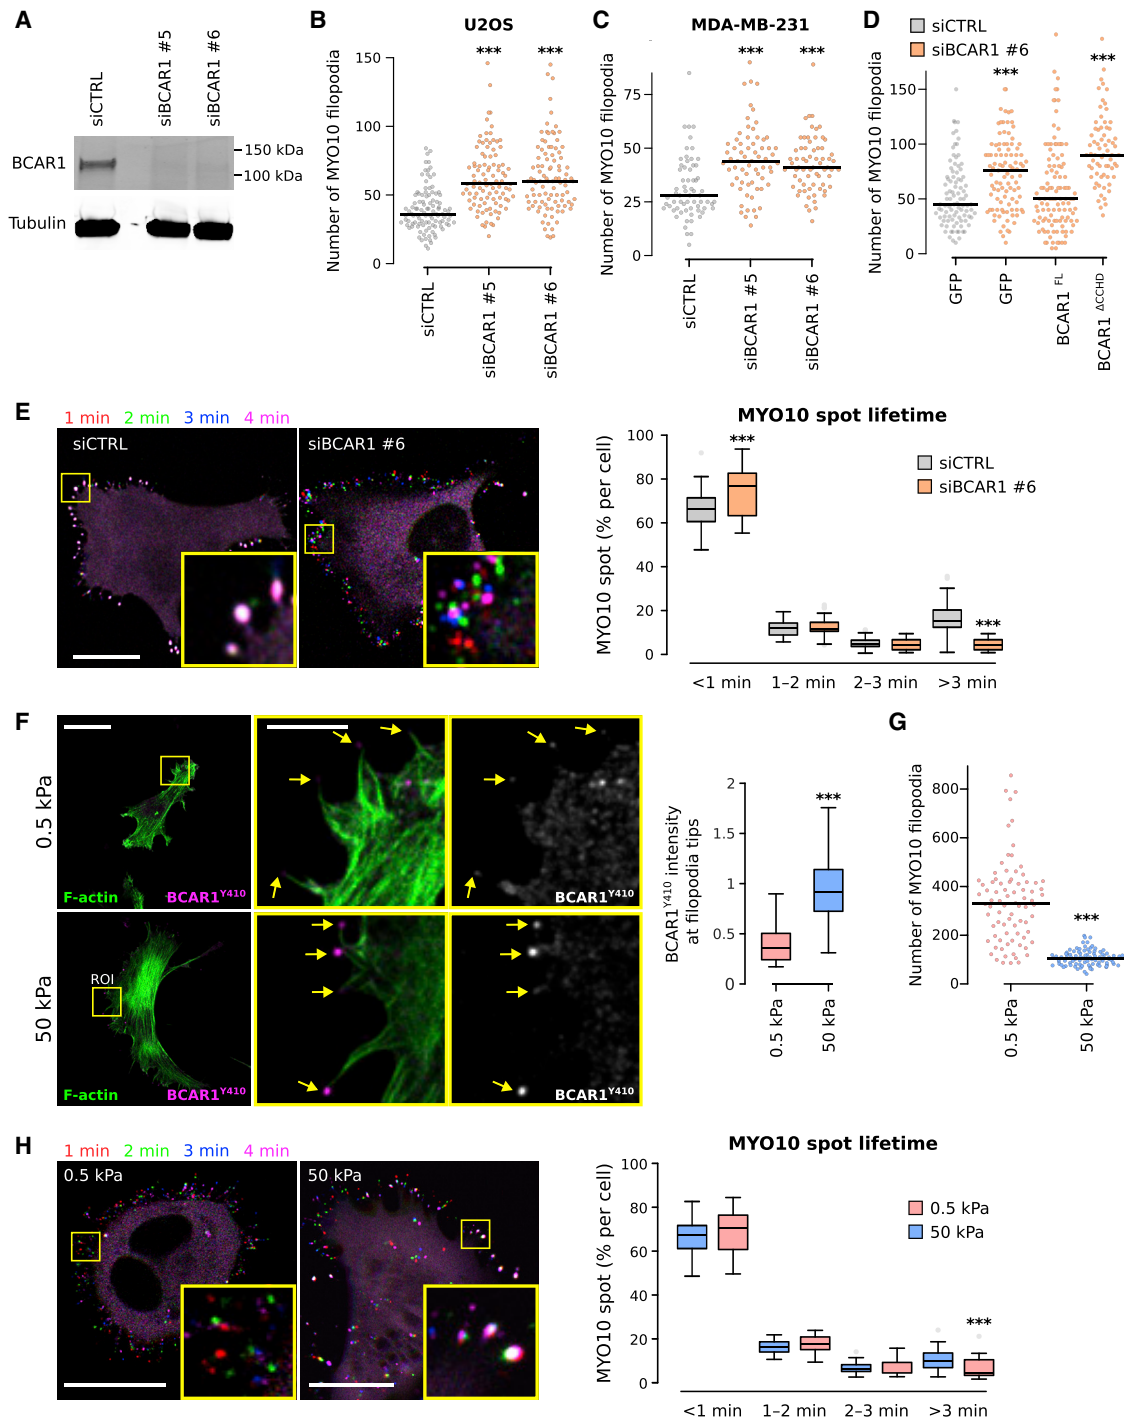 A
siCTRL
siBCAR1 #5
siBCAR1 #6
BCAR1
150 kDa
100 kDa
Tubulin
B
U2OS
Number of MYO10 filopodia
150
100
50
0
***
***
siCTRL
siBCAR1 #5
siBCAR1 #6
C
MDA-MB-231
Number of MYO10 filopodia
75
50
25
0
***
***
siCTRL
siBCAR1 #5
siBCAR1 #6
D
siCTRL
siBCAR1 #6
Number of MYO10 filopodia
150
100
50
0
***
***
GFP
GFP
BCAR1 FL
BCAR1 ΔCCHD
E
1 min 2 min 3 min 4 min
siCTRL
siBCAR1 #6
MYO10 spot lifetime
MYO10 spot (% per cell)
100
80
60
40
20
0
***
***
siCTRL
siBCAR1 #6
<1 min 1–2 min 2–3 min >3 min
F
0.5 kPa
F-actin BCAR1Y410
BCAR1Y410
50 kPa
ROI
F-actin BCAR1Y410
BCAR1Y410
BCAR1Y410 intensity
at filopodia tips
2
1.5
1
0.5
0
***
0.5 kPa
50 kPa
G
Number of MYO10 filopodia
800
600
400
200
0
***
0.5 kPa
50 kPa
H
1 min 2 min 3 min 4 min
0.5 kPa
50 kPa
MYO10 spot lifetime
MYO10 spot (% per cell)
100
80
60
40
20
0
***
0.5 kPa
50 kPa
<1 min 1–2 min 2–3 min >3 min